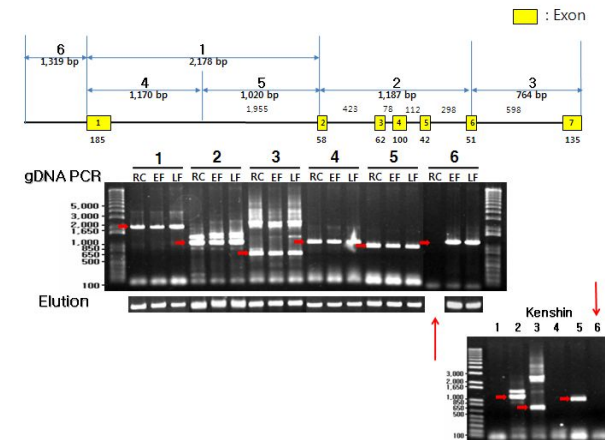 : Exon
6 1
1,319 bp 2,178 bp
4 5 2 3
1,170 bp 1,020 bp 1,187 bp 764 bp
1,955 423 78 112 298 598
1 2 3 4 5 6 7
185 58 62 100 42 51 135
1 2 3 4 5 6
gDNA PCR RC EF LF RC EF LF RC EF LF RC EF LF RC EF LF RC EF LF
5,000
3,000
2,000
1,650
1,000
850
650
500
100
Elution
Kenshin
1 2 3 4 5 6
3,000
2,000
1,650
1,000
850
650
500
100